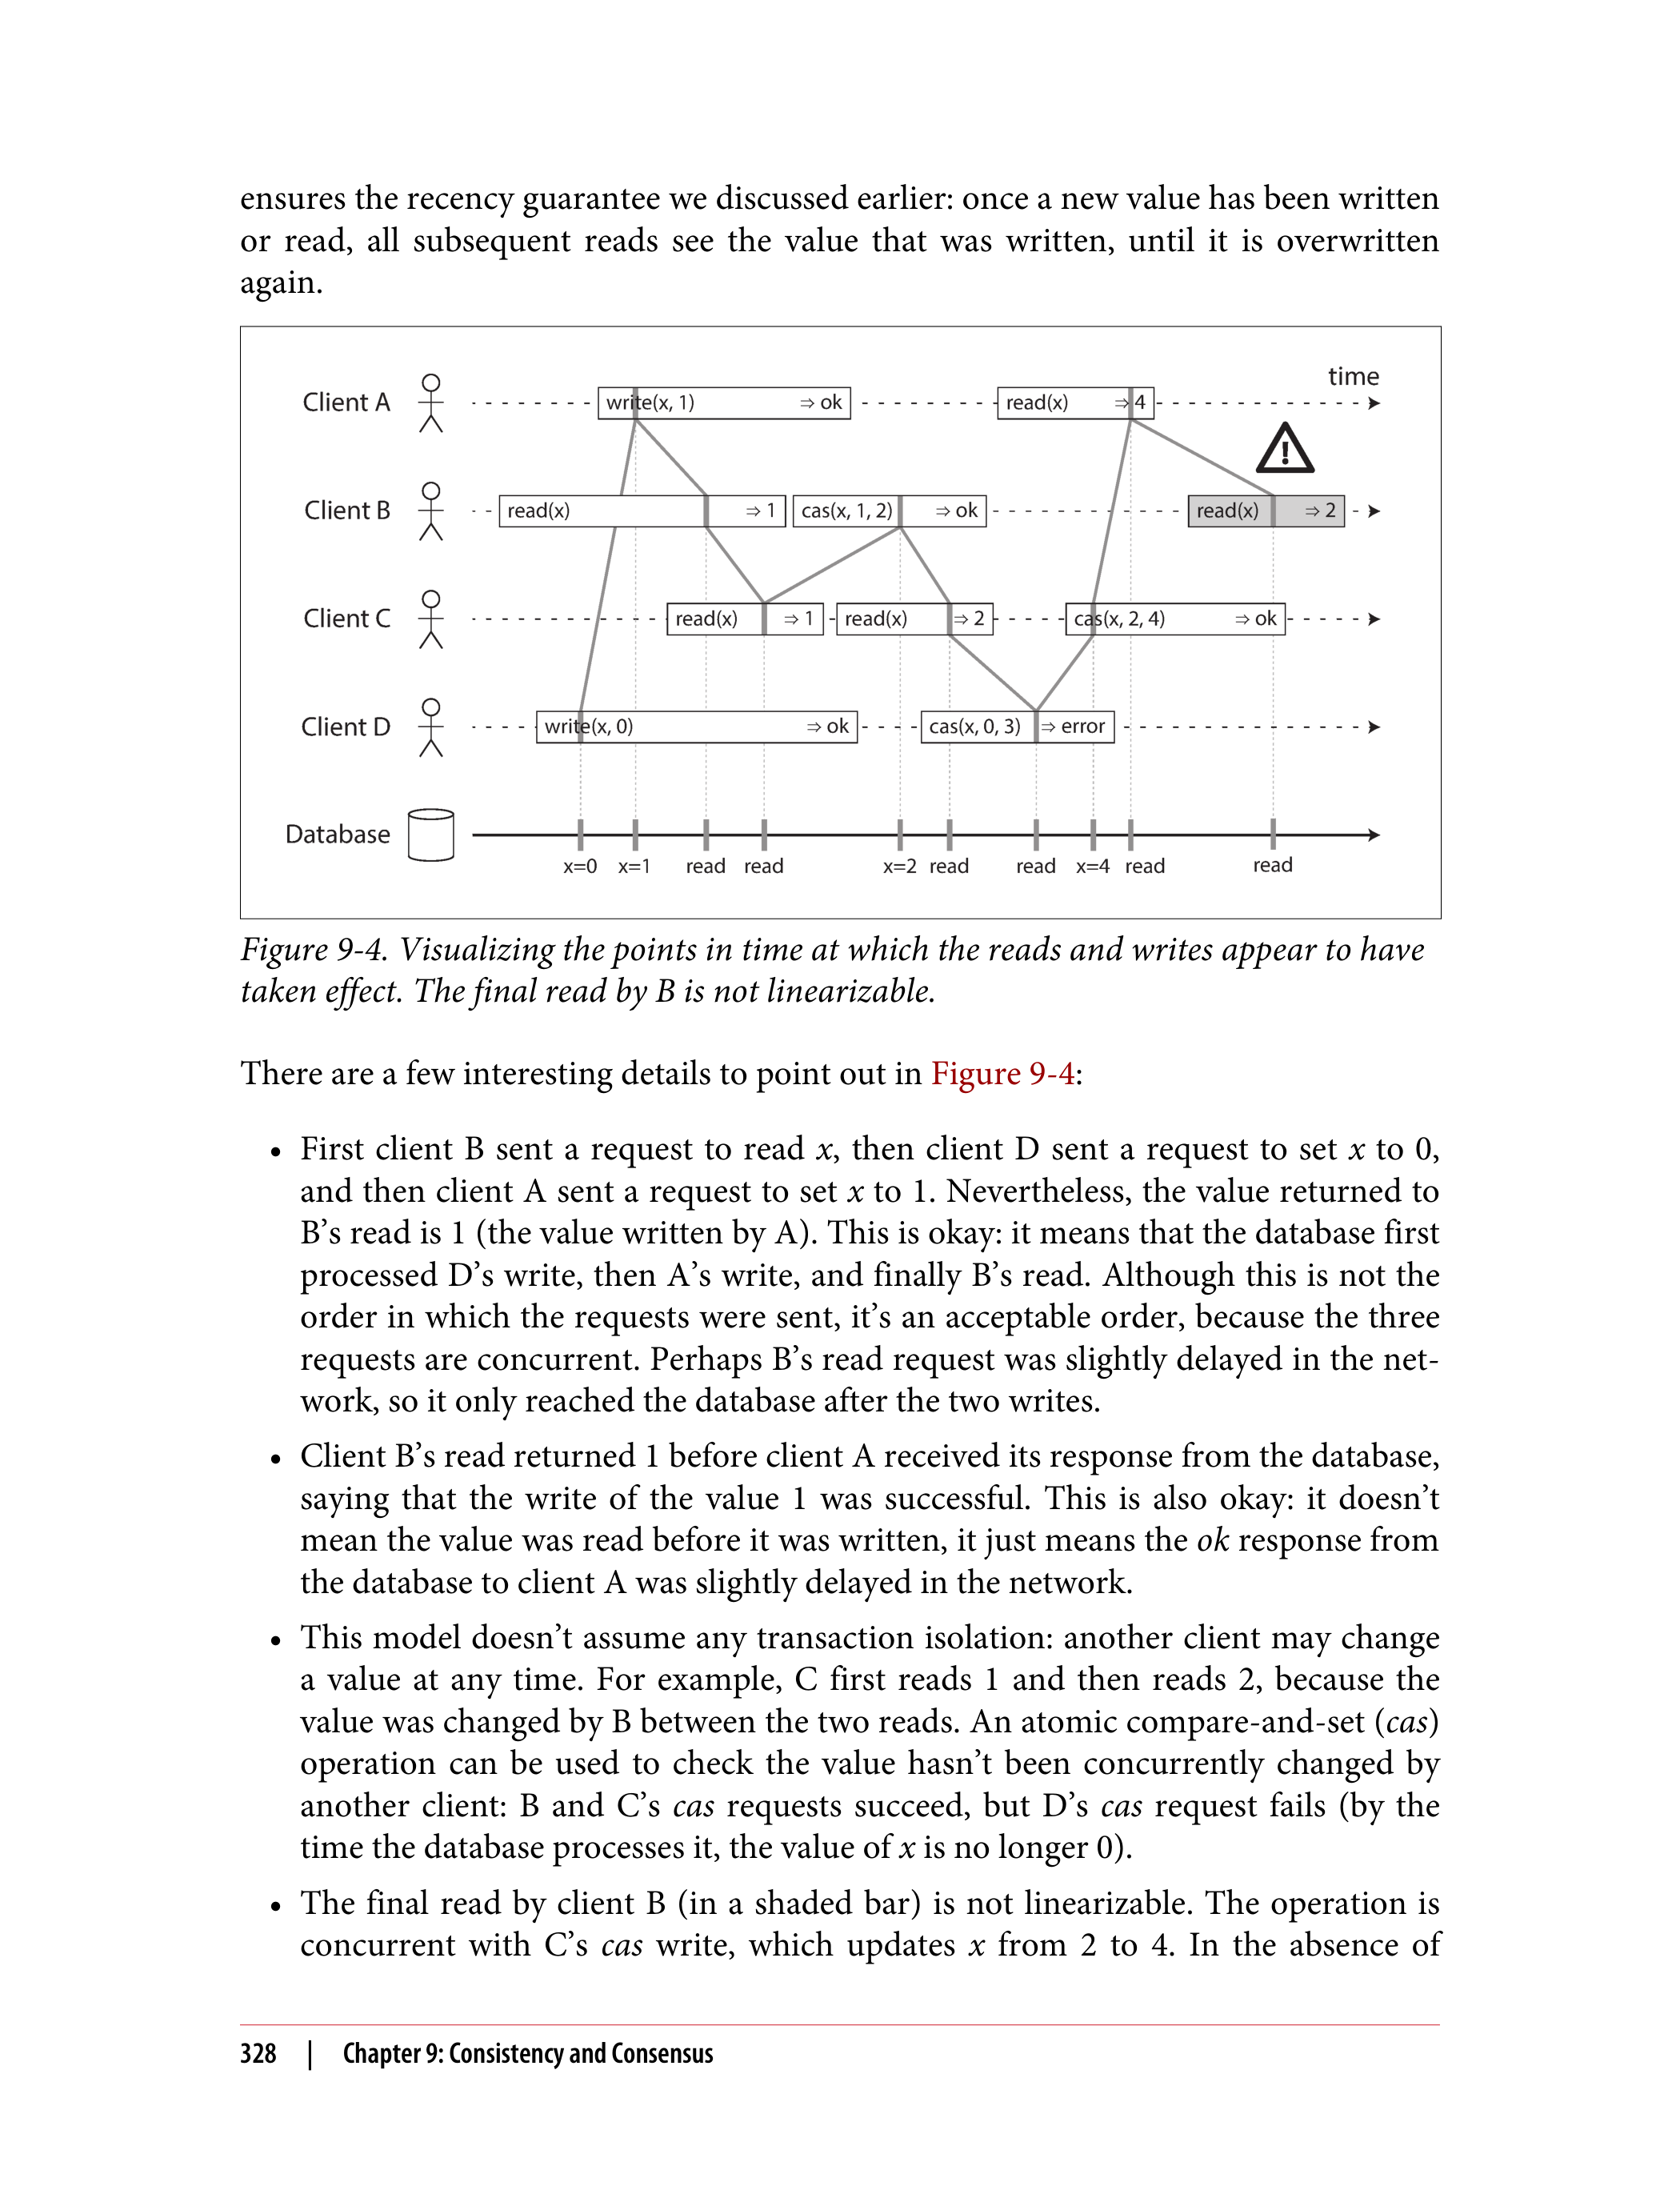 ensures the recency guarantee we discussed earlier: once a new value has been written
or read, all subsequent reads see the value that was written, until it is overwritten
again.
time
Client A write(x, 1) ⇒ ok read(x) ⇒ 4
Client B read(x) ⇒ 1 cas(x, 1, 2) ⇒ ok read(x) ⇒ 2
Client C read(x) ⇒ 1 read(x) ⇒ 2 cas(x, 2, 4) ⇒ ok
Client D write(x, 0) ⇒ ok cas(x, 0, 3) ⇒ error
Database
x=0 x=1 read read x=2 read read x=4 read read
Figure 9-4. Visualizing the points in time at which the reads and writes appear to have
taken effect. The final read by B is not linearizable.
There are a few interesting details to point out in Figure 9-4:
• First client B sent a request to read x, then client D sent a request to set x to 0,
and then client A sent a request to set x to 1. Nevertheless, the value returned to
B’s read is 1 (the value written by A). This is okay: it means that the database first
processed D’s write, then A’s write, and finally B’s read. Although this is not the
order in which the requests were sent, it’s an acceptable order, because the three
requests are concurrent. Perhaps B’s read request was slightly delayed in the net-
work, so it only reached the database after the two writes.
• Client B’s read returned 1 before client A received its response from the database,
saying that the write of the value 1 was successful. This is also okay: it doesn’t
mean the value was read before it was written, it just means the ok response from
the database to client A was slightly delayed in the network.
• This model doesn’t assume any transaction isolation: another client may change
a value at any time. For example, C first reads 1 and then reads 2, because the
value was changed by B between the two reads. An atomic compare-and-set (cas)
operation can be used to check the value hasn’t been concurrently changed by
another client: B and C’s cas requests succeed, but D’s cas request fails (by the
time the database processes it, the value of x is no longer 0).
• The final read by client B (in a shaded bar) is not linearizable. The operation is
concurrent with C’s cas write, which updates x from 2 to 4. In the absence of
328 | Chapter 9: Consistency and Consensus